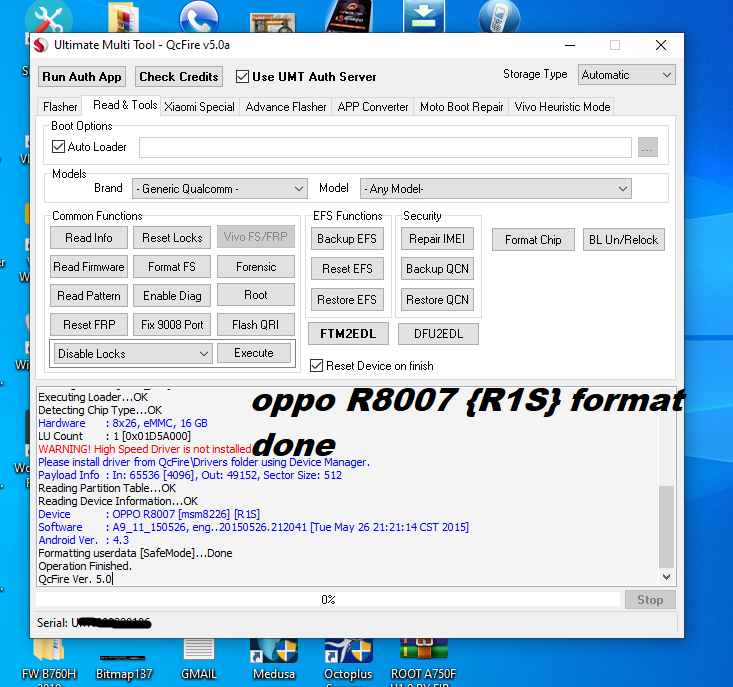 Ultimate Multi Tool - QcFire v5.0a
Run Auth App
Check Credits
Use UMT Auth Server
Storage Type
Automatic
Flasher
Read & Tools
Xiaomi Special
Advance Flasher
APP Converter
Moto Boot Repair
Vivo Heuristic Mode
Boot Options
Auto Loader
...
Models
Brand
- Generic Qualcomm -
Model
- Any Model-
Common Functions
Read Info
Reset Locks
Vivo FS/FRP
Read Firmware
Format FS
Forensic
Read Pattern
Enable Diag
Root
Reset FRP
Fix 9008 Port
Flash QRI
Disable Locks
Execute
EFS Functions
Backup EFS
Reset EFS
Restore EFS
Security
Repair IMEI
Backup QCN
Restore QCN
Format Chip
BL Un/Relock
FTM2EDL
DFU2EDL
Reset Device on finish
oppo R8007 {R1S} format
done
Executing Loader...OK
Detecting Chip Type...OK
Hardware : 8x26, eMMC, 16 GB
LU Count : 1 [0x01D5A000]
WARNING! High Speed Driver is not installed.
Please install driver from QcFire\Drivers folder using Device Manager.
Payload Info : In: 65536 [4096], Out: 49152, Sector Size: 512
Reading Partition Table...OK
Reading Device Information...OK
Device : OPPO R8007 [msm8226] [R1S]
Software : A9_11_150526, eng..20150526.212041 [Tue May 26 21:21:14 CST 2015]
Android Ver. : 4.3
Formatting userdata [SafeMode]...Done
Operation Finished.
QcFire Ver. 5.0
0%
Stop
Serial:
FW B760H
Bitmap137
GMAIL
Medusa
Octoplus
ROOT A750F